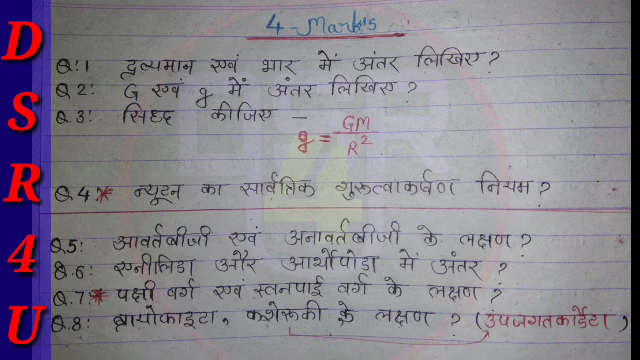 4 - Marks
Q:1 द्रव्यमान एवं भार में अंतर लिखिए?
Q2: G एवं g में अंतर लिखिए?
Q.3: सिध्द कीजिए -
g = GM / R²
Q.4:* न्यूटन का सार्वत्रिक गुरुत्वाकर्षण नियम?
Q.5: आवर्तबीजी एवं अनावर्तबीजी के लक्षण?
Q.6: एनीलिडा और आर्थोपोडा में अंतर?
Q.7:* पक्षी वर्ग एवं स्तनपाई वर्ग के लक्षण?
Q.8: ब्रायोफाइटा, कशेरुकी के लक्षण? (उपजगतकार्डेटा)
D
S
R
4
U